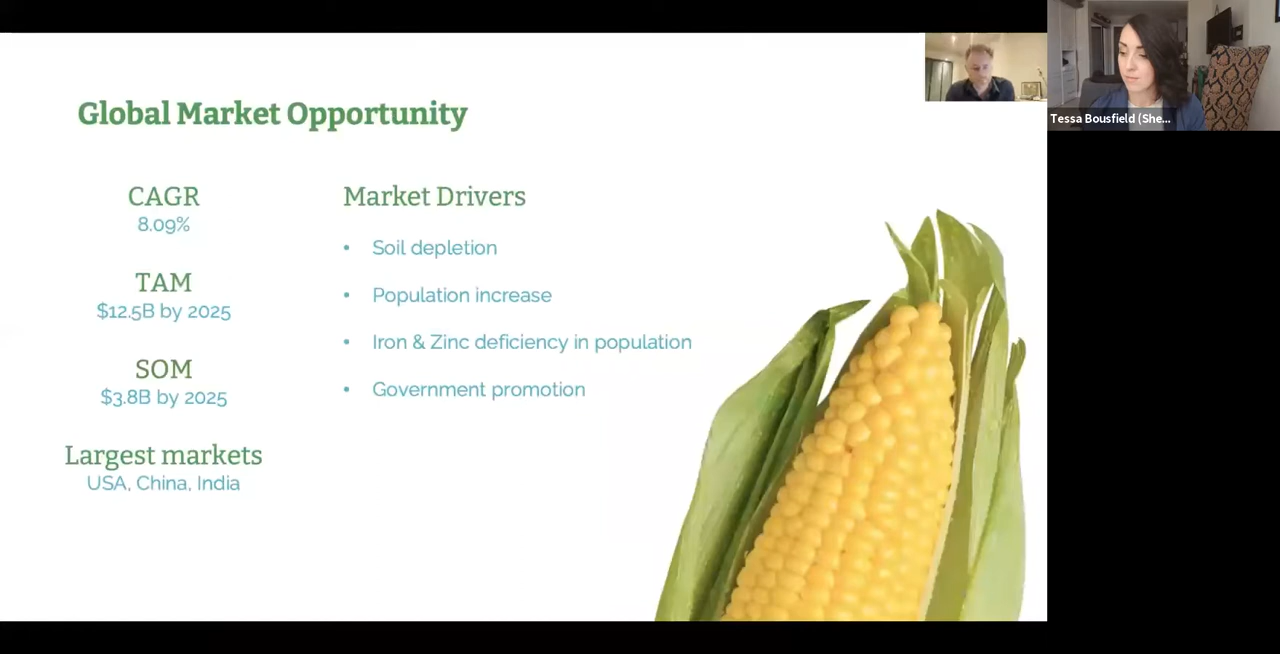 Global Market Opportunity
CAGR
8.09%
TAM
$12.5B by 2025
SOM
$3.8B by 2025
Largest markets
USA, China, India
Market Drivers
• Soil depletion
• Population increase
• Iron & Zinc deficiency in population
• Government promotion
Tessa Bousfield (She...